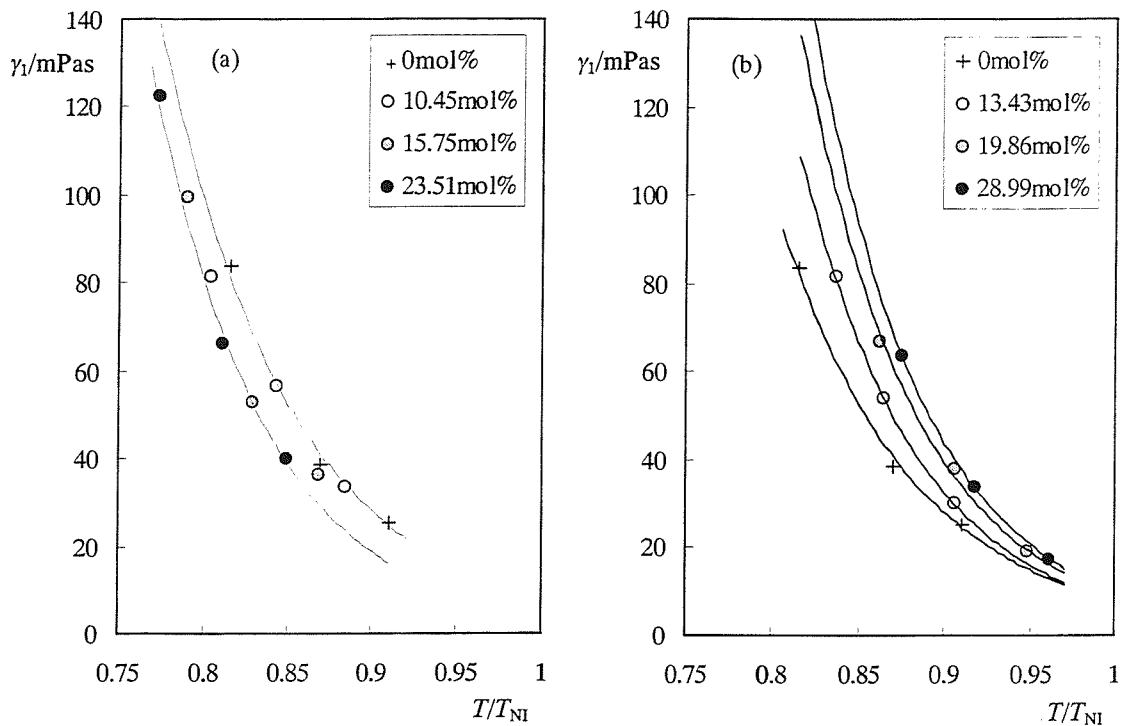 140
γ₁/mPas
120
100
80
60
40
20
0
0.75
0.8
0.85
0.9
0.95
1
T/T_NI
(a)
+ 0mol%
10.45mol%
15.75mol%
23.51mol%
140
γ₁/mPas
120
100
80
60
40
20
0
0.75
0.8
0.85
0.9
0.95
1
T/T_NI
(b)
+ 0mol%
13.43mol%
19.86mol%
28.99mol%